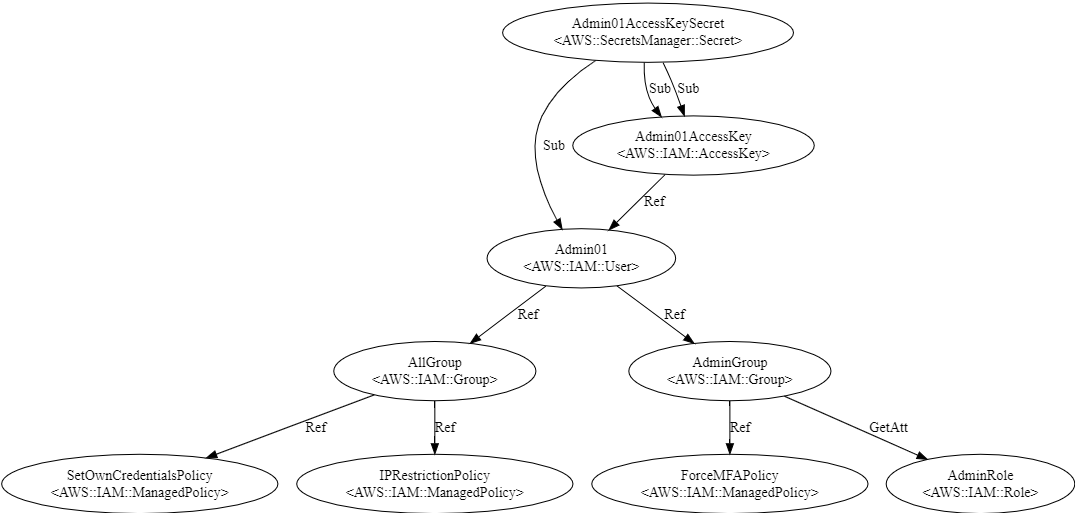 Admin01AccessKeySecret
<AWS::SecretsManager::Secret>
Sub
Sub
Admin01AccessKey
<AWS::IAM::AccessKey>
Sub
Ref
Admin01
<AWS::IAM::User>
Ref
Ref
AllGroup
<AWS::IAM::Group>
AdminGroup
<AWS::IAM::Group>
Ref
Ref
Ref
GetAtt
SetOwnCredentialsPolicy
<AWS::IAM::ManagedPolicy>
IPRestrictionPolicy
<AWS::IAM::ManagedPolicy>
ForceMFAPolicy
<AWS::IAM::ManagedPolicy>
AdminRole
<AWS::IAM::Role>